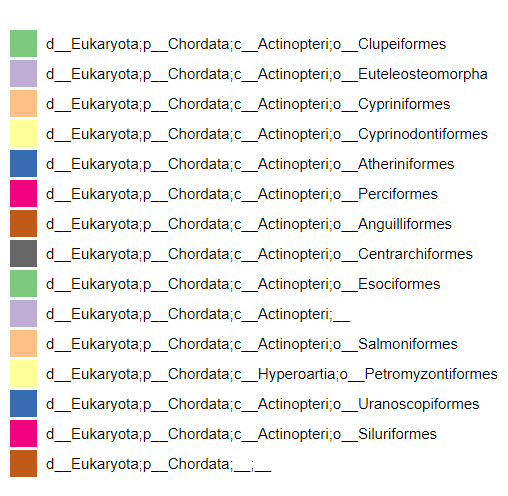 d__Eukaryota;p__Chordata;c__Actinopteri;o__Clupeiformes
d__Eukaryota;p__Chordata;c__Actinopteri;o__Euteleosteomorpha
d__Eukaryota;p__Chordata;c__Actinopteri;o__Cypriniformes
d__Eukaryota;p__Chordata;c__Actinopteri;o__Cyprinodontiformes
d__Eukaryota;p__Chordata;c__Actinopteri;o__Atheriniformes
d__Eukaryota;p__Chordata;c__Actinopteri;o__Perciformes
d__Eukaryota;p__Chordata;c__Actinopteri;o__Anguilliformes
d__Eukaryota;p__Chordata;c__Actinopteri;o__Centrarchiformes
d__Eukaryota;p__Chordata;c__Actinopteri;o__Esociformes
d__Eukaryota;p__Chordata;c__Actinopteri;__
d__Eukaryota;p__Chordata;c__Actinopteri;o__Salmoniformes
d__Eukaryota;p__Chordata;c__Hyperoartia;o__Petromyzontiformes
d__Eukaryota;p__Chordata;c__Actinopteri;o__Uranoscopiformes
d__Eukaryota;p__Chordata;c__Actinopteri;o__Siluriformes
d__Eukaryota;p__Chordata;__;__